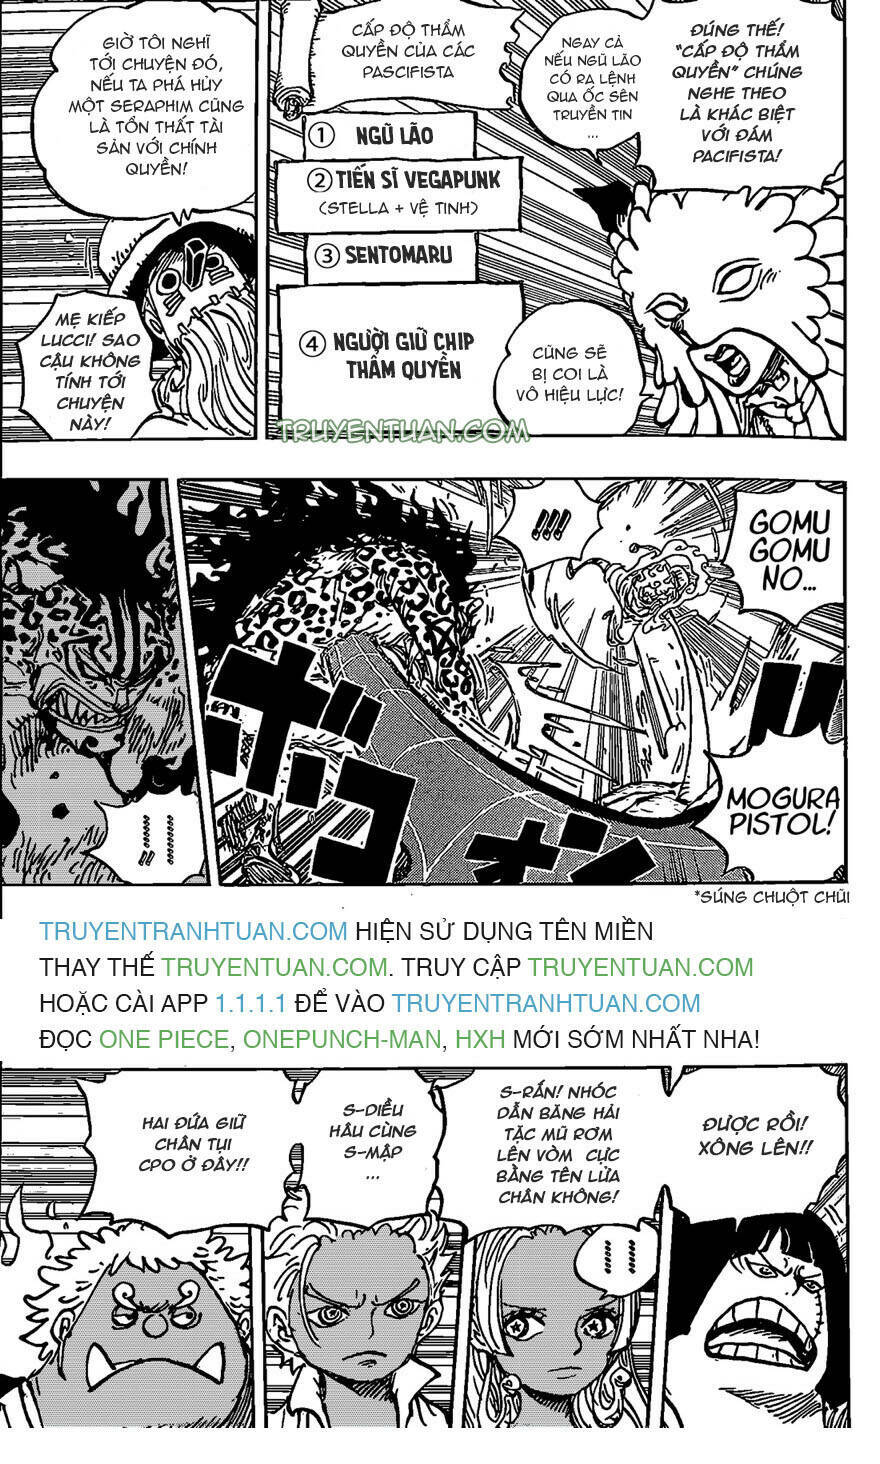 ĐÚNG THẾ!
"CẤP ĐỘ THẨM
QUYỀN" CHÚNG
NGHE THEO
LÀ KHÁC BIỆT
VỚI ĐÁM
PACIFISTA!
NGAY CẢ
NẾU NGŨ LÃO
CÓ RA LỆNH
QUA ỐC SÊN
TRUYỀN TIN
...
CẤP ĐỘ THẨM
QUYỀN CỦA CÁC
PASCIFISTA
① NGŨ LÃO
② TIẾN SĨ VEGAPUNK
(STELLA + VỆ TINH)
③ SENTOMARU
④ NGƯỜI GIỮ CHIP
THẨM QUYỀN
CŨNG SẼ
BỊ COI LÀ
VÔ HIỆU LỰC!
TRUYENTUAN.COM
GIỜ TÔI NGHĨ
TỚI CHUYỆN ĐÓ,
NẾU TA PHÁ HỦY
MỘT SERAPHIM CŨNG
LÀ TỔN THẤT TÀI
SẢN VỚI CHÍNH
QUYỀN!
MẸ KIẾP
LUCCI! SAO
CẬU KHÔNG
TÍNH TỚI
CHUYỆN
NÀY!
GOMU
GOMU
NO...
!!!
MOGURA
PISTOL!
*SÚNG CHUỘT CHŨI
TRUYENTRANHTUAN.COM HIỆN SỬ DỤNG TÊN MIỀN
THAY THẾ TRUYENTUAN.COM. TRUY CẬP TRUYENTUAN.COM
HOẶC CÀI APP 1.1.1.1 ĐỂ VÀO TRUYENTRANHTUAN.COM
ĐỌC ONE PIECE, ONEPUNCH-MAN, HXH MỚI SỚM NHẤT NHA!
ĐƯỢC RỒI!
XÔNG LÊN!!
S-RẮN! NHÓC
DẪN BĂNG HẢI
TẶC MŨ RƠM
LÊN VÒM CỰC
BẰNG TÊN LỬA
CHÂN KHÔNG!
S-DIỀU
HÂU CÙNG
S-MẬP
...
HAI ĐỨA GIỮ
CHÂN TỤI
CPO Ở ĐÂY!!